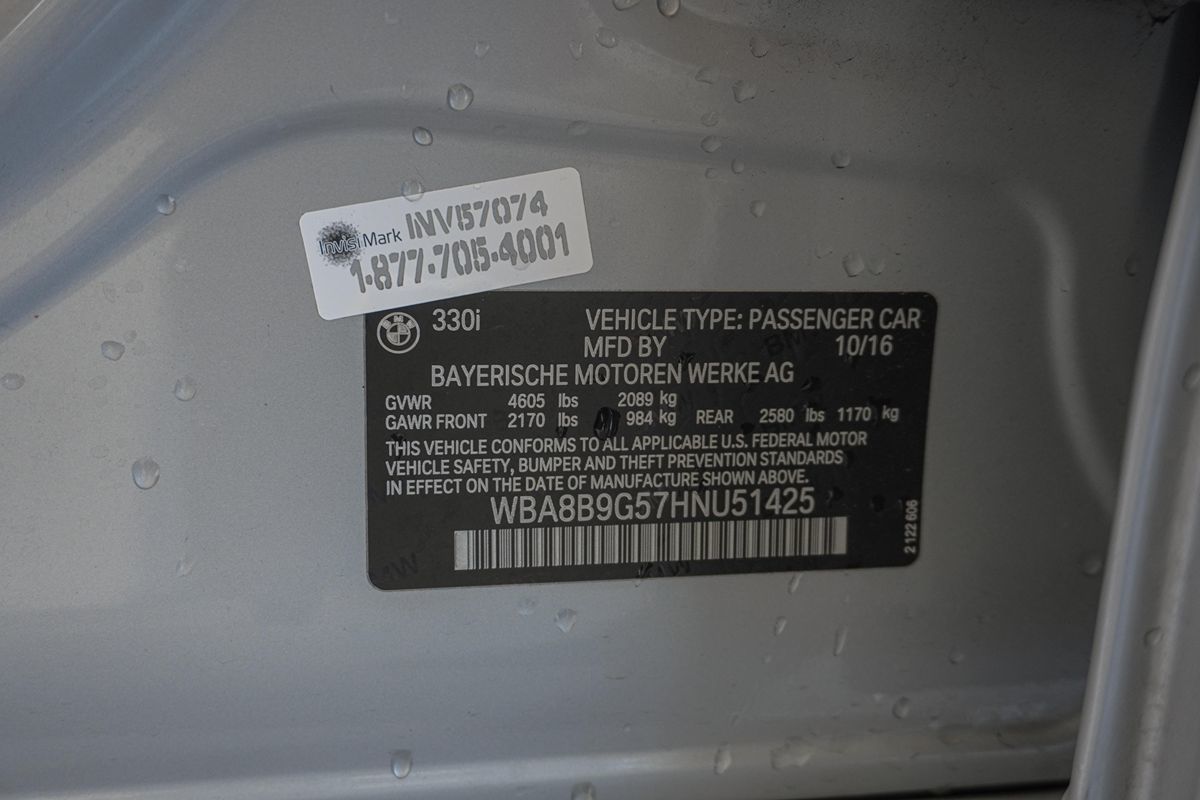 InvisiMark INV157074
1-877-705-4001
330i VEHICLE TYPE: PASSENGER CAR
MFD BY 10/16
BAYERISCHE MOTOREN WERKE AG
GVWR 4605 lbs 2089 kg
GAWR FRONT 2170 lbs 984 kg REAR 2580 lbs 1170 kg
THIS VEHICLE CONFORMS TO ALL APPLICABLE U.S. FEDERAL MOTOR
VEHICLE SAFETY, BUMPER AND THEFT PREVENTION STANDARDS
IN EFFECT ON THE DATE OF MANUFACTURE SHOWN ABOVE.
WBA8B9G57HNU51425
2 122 606